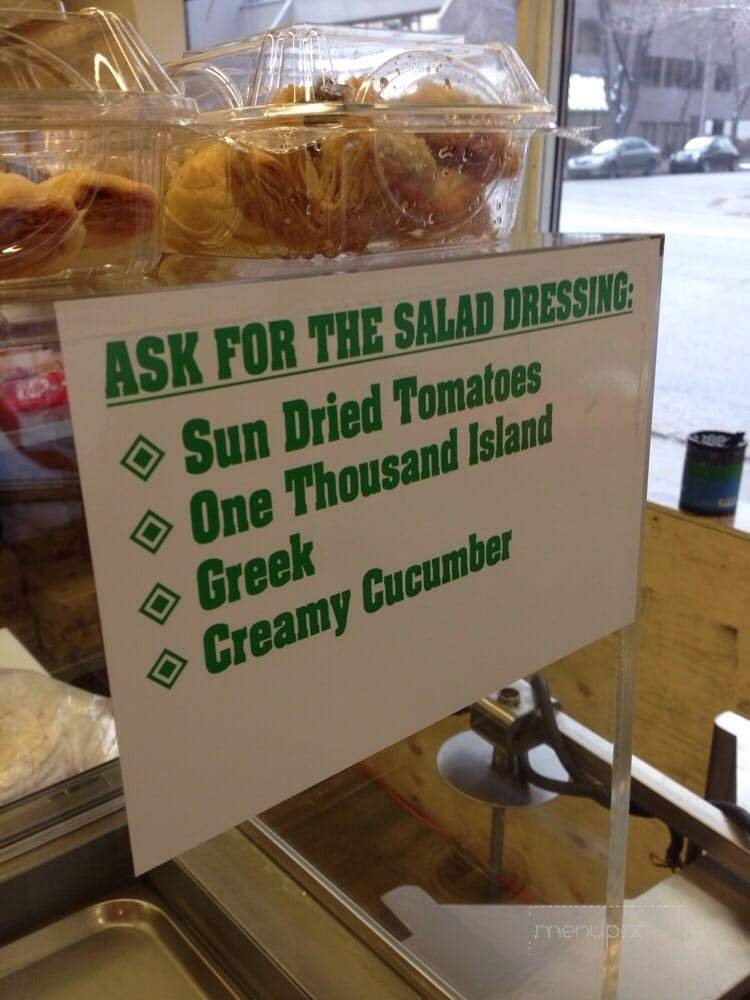 ASK FOR THE SALAD DRESSING:
Sun Dried Tomatoes
One Thousand Island
Greek
Creamy Cucumber
menupix